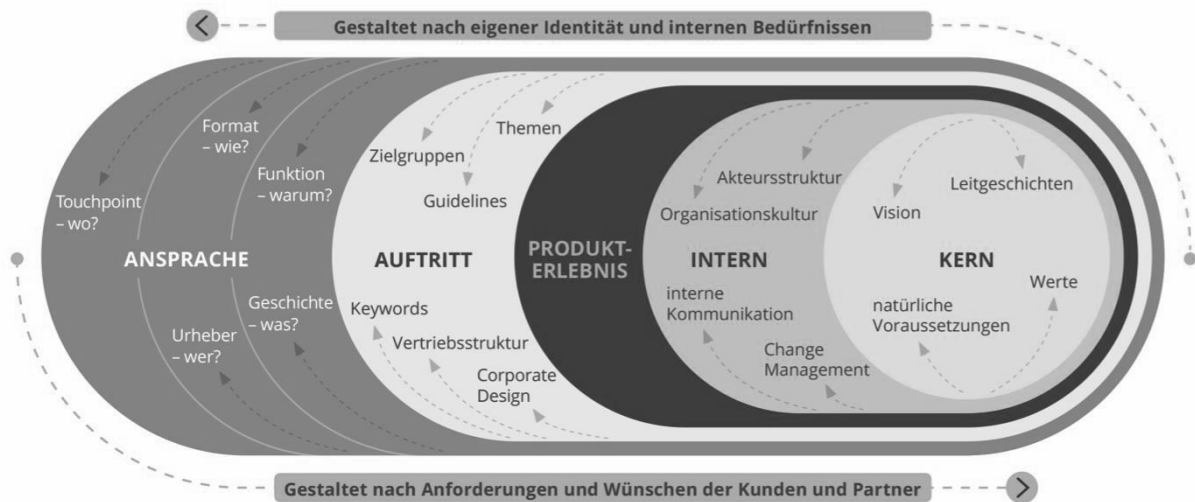 Gestaltet nach eigener Identität und internen Bedürfnissen
Format
– wie?
Touchpoint
– wo?
Funktion
– warum?
ANSPRACHE
Geschichte
– was?
Urheber
– wer?
Themen
Zielgruppen
Guidelines
AUFTRITT
Keywords
Vertriebsstruktur
Corporate
Design
PRODUKT-
ERLEBNIS
Akteursstruktur
Organisationskultur
INTERN
interne
Kommunikation
Change
Management
Leitgeschichten
Vision
KERN
Werte
natürliche
Voraussetzungen
Gestaltet nach Anforderungen und Wünschen der Kunden und Partner